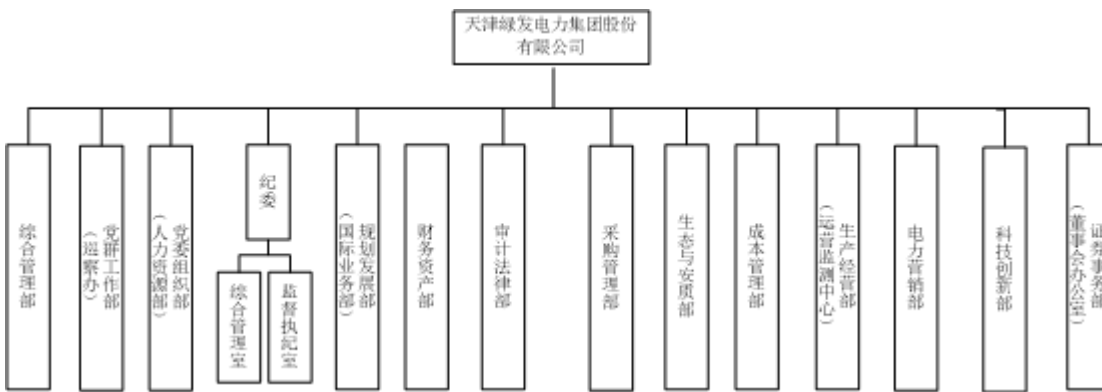 天津绿发电力集团股份
有限公司
综合管理部
党群工作部
（巡察办）
党委组织部
（人力资源部）
纪委
综合管理室
监督执纪室
规划发展部
（国际业务部）
财务资产部
审计法律部
采购管理部
生态与安质部
成本管理部
生产经营部
（运营监测中心）
电力营销部
科技创新部
证券事务部
（董事会办公室）